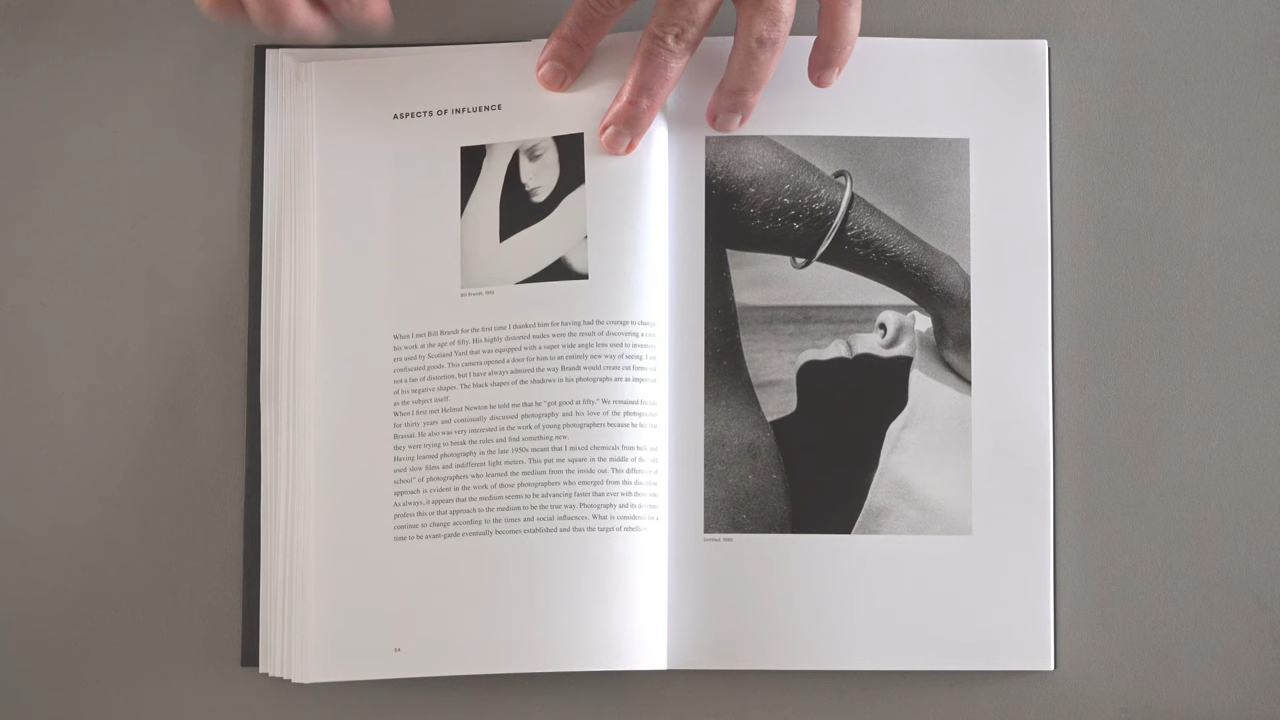 ASPECTS OF INFLUENCE
Bill Brandt, 1952
When I met Bill Brandt for the first time I thanked him for having had the courage to change
his work at the age of fifty. His highly distorted nudes were the result of discovering a cam-
era used by Scotland Yard that was equipped with a super wide angle lens used to inventory
confiscated goods. This camera opened a door for him to an entirely new way of seeing. I am
not a fan of distortion, but I have always admired the way Brandt would create cut forms out
of his negative shapes. The black shapes of the shadows in his photographs are as important
as the subject itself.
When I first met Helmut Newton he told me that he “got good at fifty.” We remained friends
for thirty years and continually discussed photography and his love of the photographer
Brassaï. He also was very interested in the work of young photographers because he felt that
they were trying to break the rules and find something new.
Having learned photography in the late 1950s meant that I mixed chemicals from bulk and
used slow films and indifferent light meters. This put me square in the middle of the “old
school” of photographers who learned the medium from the inside out. This difference of
approach is evident in the work of those photographers who emerged from this discipline.
As always, it appears that the medium seems to be advancing faster than ever with those who
profess this or that approach to the medium to be the true way. Photography and its
continue to change according to the times and social influences. What is considered for a
time to be avant-garde eventually becomes established and thus the target of rebellion.
54
Untitled, 1980